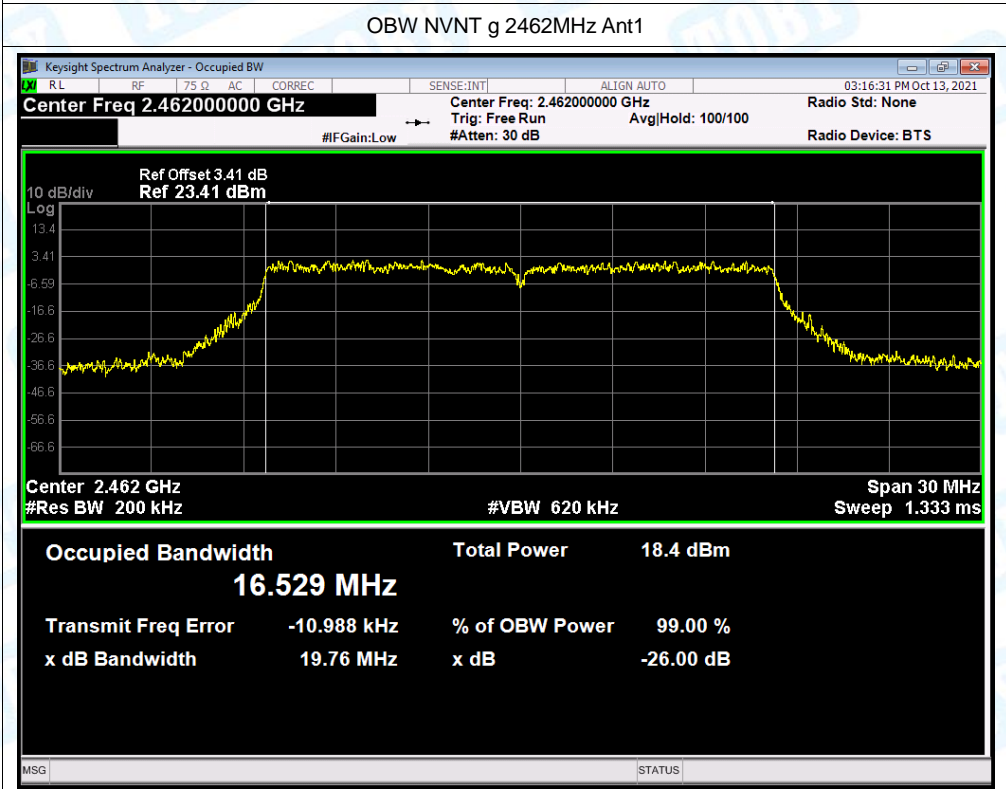 OBW NVNT g 2462MHz Ant1
Keysight Spectrum Analyzer - Occupied BW
LXI RL RF 75 Ω AC CORREC SENSE:INT ALIGN AUTO 03:16:31 PM Oct 13, 2021
Center Freq 2.462000000 GHz Center Freq: 2.462000000 GHz Radio Std: None
Trig: Free Run Avg|Hold: 100/100
#IFGain:Low #Atten: 30 dB Radio Device: BTS
Ref Offset 3.41 dB
10 dB/div Ref 23.41 dBm
Log
13.4
3.41
-6.59
-16.6
-26.6
-36.6
-46.6
-56.6
-66.6
Center 2.462 GHz Span 30 MHz
#Res BW 200 kHz #VBW 620 kHz Sweep 1.333 ms
Occupied Bandwidth Total Power 18.4 dBm
16.529 MHz
Transmit Freq Error -10.988 kHz % of OBW Power 99.00 %
x dB Bandwidth 19.76 MHz x dB -26.00 dB
MSG STATUS